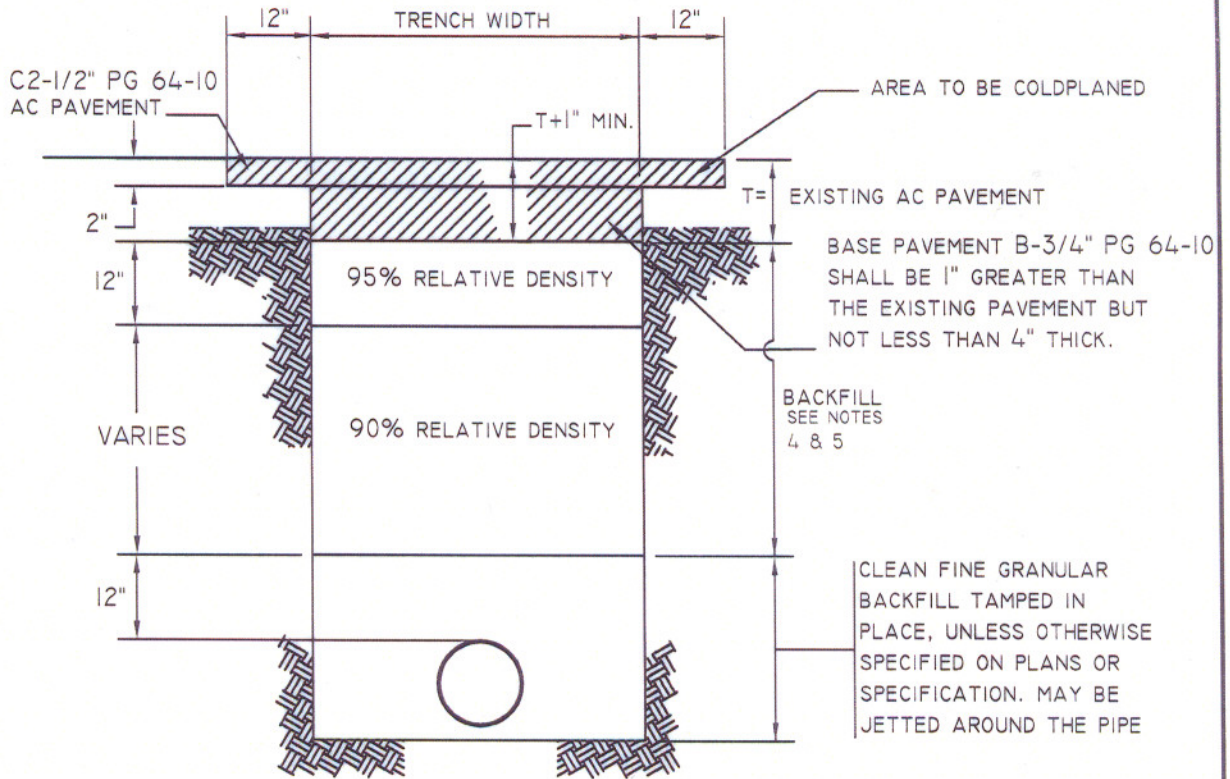 12"
TRENCH WIDTH
12"
C2-1/2" PG 64-10
AC PAVEMENT
AREA TO BE COLDPLANED
T+1" MIN.
T=
EXISTING AC PAVEMENT
2"
BASE PAVEMENT B-3/4" PG 64-10
SHALL BE 1" GREATER THAN
THE EXISTING PAVEMENT BUT
NOT LESS THAN 4" THICK.
12"
95% RELATIVE DENSITY
VARIES
90% RELATIVE DENSITY
BACKFILL
SEE NOTES
4 & 5
12"
CLEAN FINE GRANULAR
BACKFILL TAMPED IN
PLACE, UNLESS OTHERWISE
SPECIFIED ON PLANS OR
SPECIFICATION. MAY BE
JETTED AROUND THE PIPE